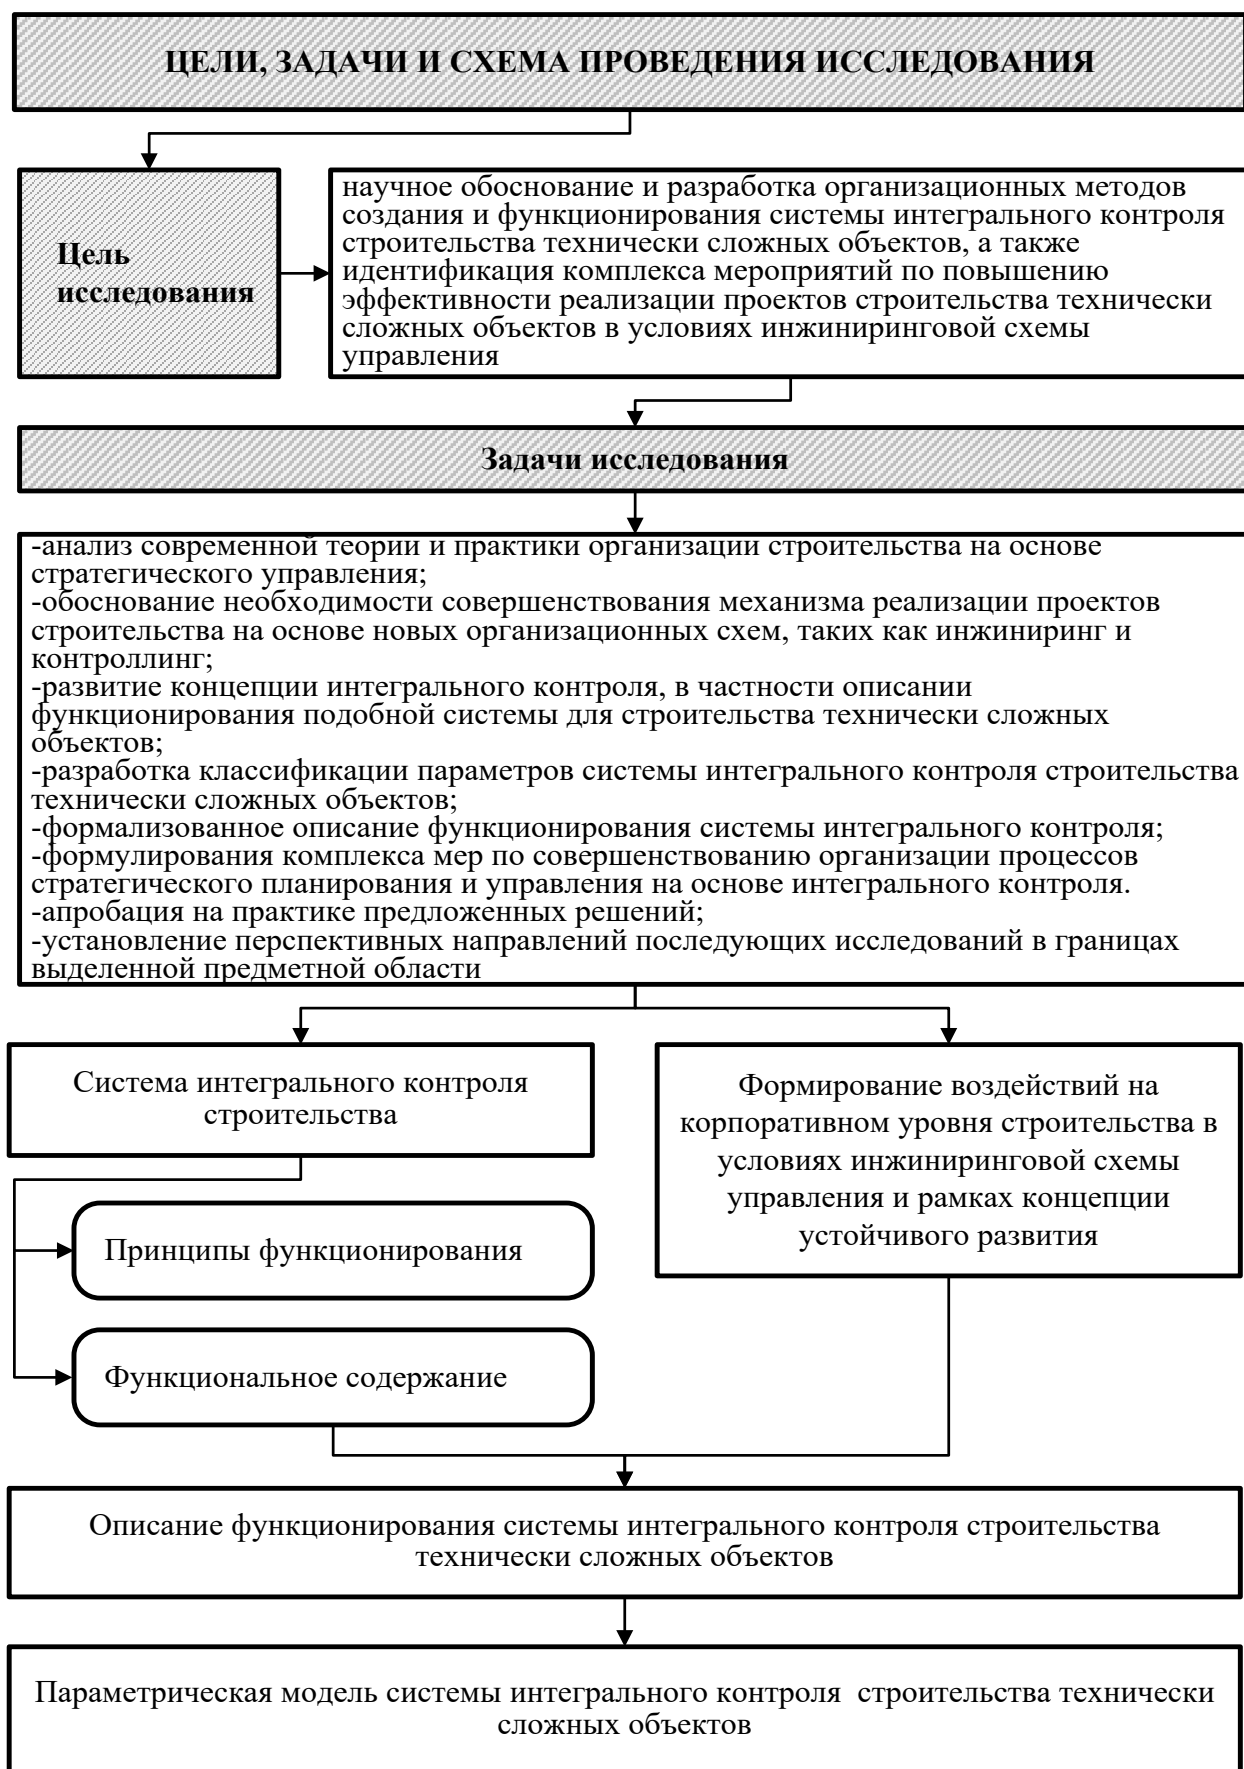 ЦЕЛИ, ЗАДАЧИ И СХЕМА ПРОВЕДЕНИЯ ИССЛЕДОВАНИЯ
Цель
исследования
научное обоснование и разработка организационных методов
создания и функционирования системы интегрального контроля
строительства технически сложных объектов, а также
идентификация комплекса мероприятий по повышению
эффективности реализации проектов строительства технически
сложных объектов в условиях инжиниринговой схемы
управления
Задачи исследования
-анализ современной теории и практики организации строительства на основе
стратегического управления;
-обоснование необходимости совершенствования механизма реализации проектов
строительства на основе новых организационных схем, таких как инжиниринг и
контроллинг;
-развитие концепции интегрального контроля, в частности описании
функционирования подобной системы для строительства технически сложных
объектов;
-разработка классификации параметров системы интегрального контроля строительства
технически сложных объектов;
-формализованное описание функционирования системы интегрального контроля;
-формулирования комплекса мер по совершенствованию организации процессов
стратегического планирования и управления на основе интегрального контроля.
-апробация на практике предложенных решений;
-установление перспективных направлений последующих исследований в границах
выделенной предметной области
Система интегрального контроля
строительства
Принципы функционирования
Функциональное содержание
Формирование воздействий на
корпоративном уровня строительства в
условиях инжиниринговой схемы
управления и рамках концепции
устойчивого развития
Описание функционирования системы интегрального контроля строительства
технически сложных объектов
Параметрическая модель системы интегрального контроля  строительства технически
сложных объектов